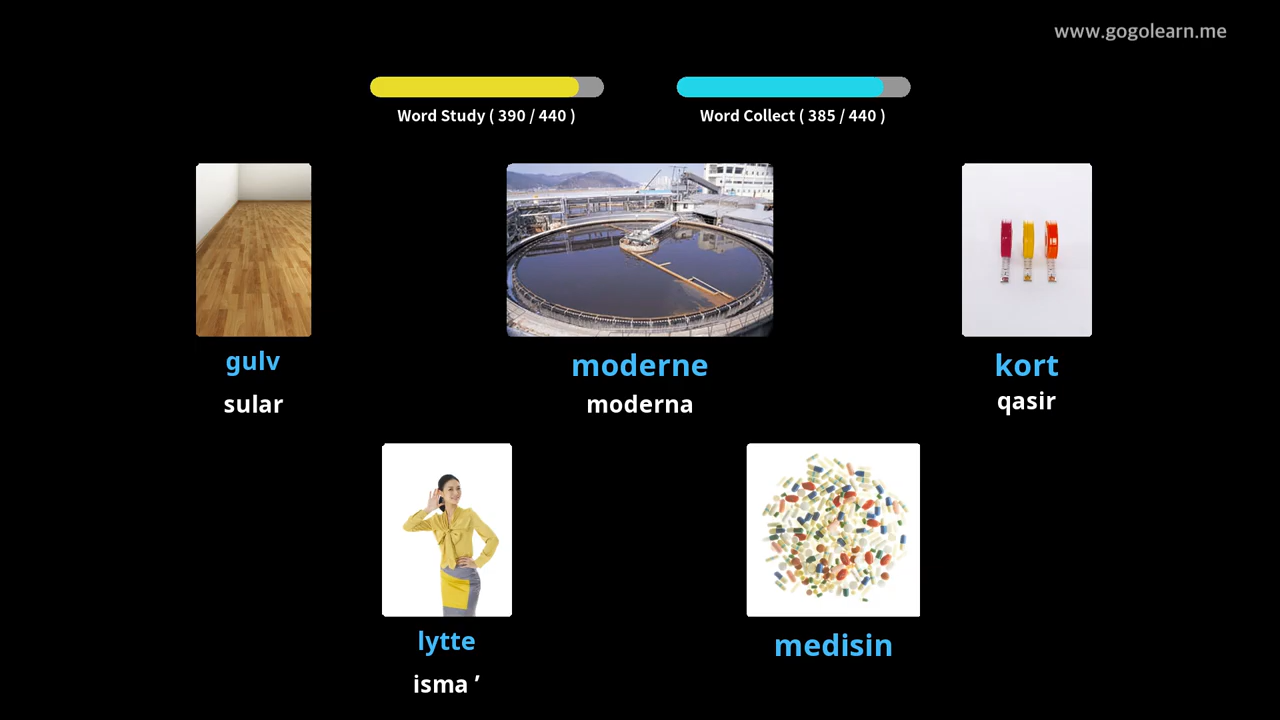 www.gogolearn.me
Word Study ( 390 / 440 )
Word Collect ( 385 / 440 )
gulv
moderne
kort
sular
moderna
qasir
lytte
medisin
isma ’